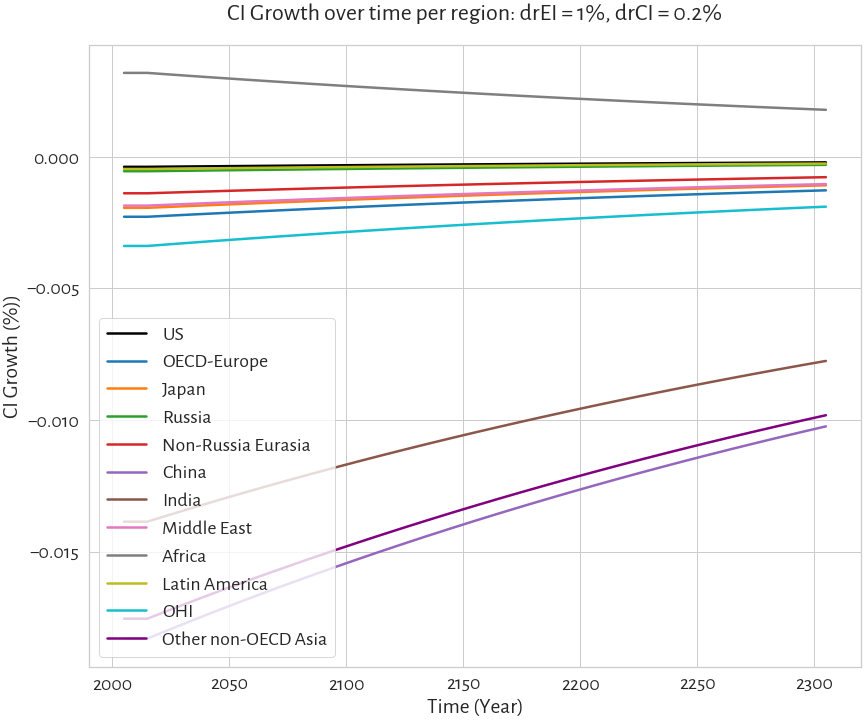 CI Growth over time per region: drEI = 1%, drCI = 0.2%
CI Growth (%))
0.000
−0.005
−0.010
−0.015
US
OECD-Europe
Japan
Russia
Non-Russia Eurasia
China
India
Middle East
Africa
Latin America
OHI
Other non-OECD Asia
2000 2050 2100 2150 2200 2250 2300
Time (Year)